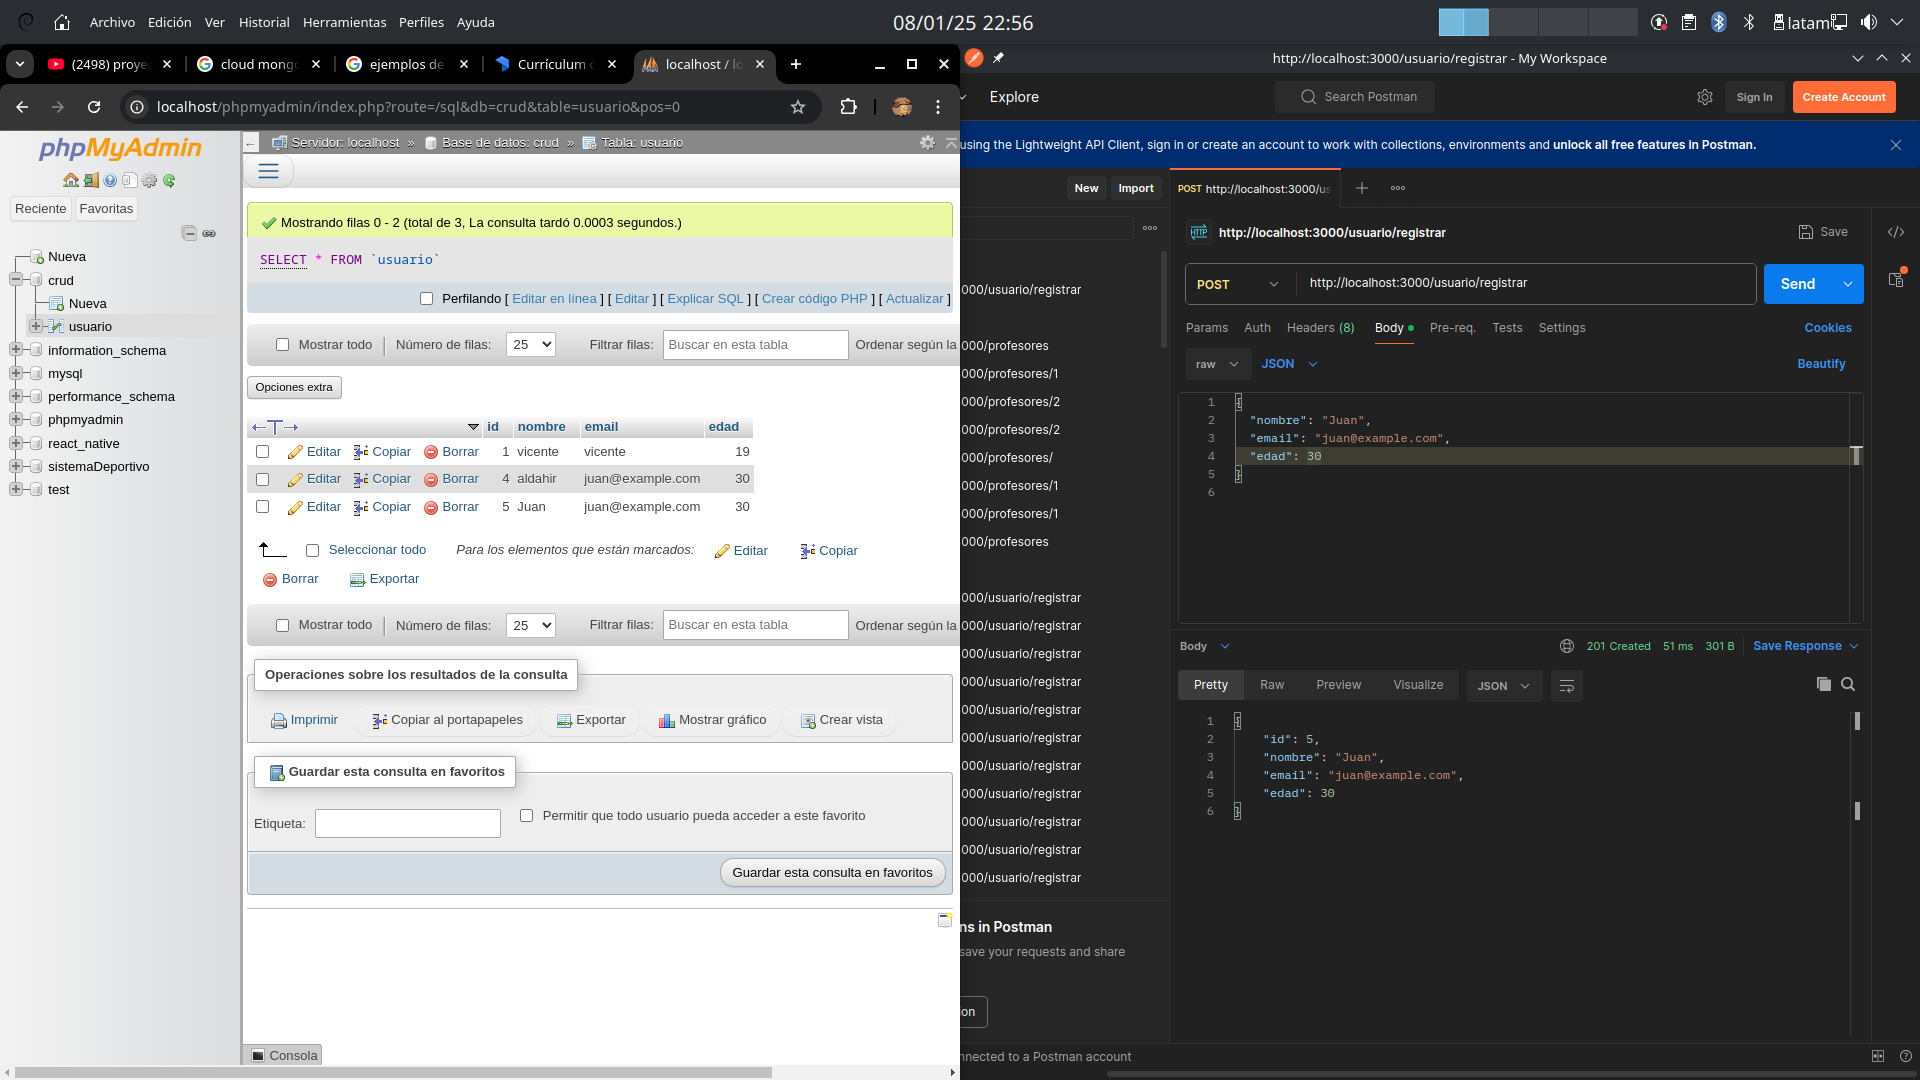 Archivo Edición Ver Historial Herramientas Perfiles Ayuda
08/01/25 22:56
latam
(2498) proye
cloud mong
ejemplos de
Currículum c
localhost / lo
localhost/phpmyadmin/index.php?route=/sql&db=crud&table=usuario&pos=0
phpMyAdmin
Reciente
Favoritas
Nueva
crud
Nueva
usuario
information_schema
mysql
performance_schema
phpmyadmin
react_native
sistemaDeportivo
test
Servidor: localhost » Base de datos: crud » Tabla: usuario
Mostrando filas 0 - 2 (total de 3, La consulta tardó 0.0003 segundos.)
SELECT * FROM `usuario`
Perfilando [ Editar en línea ] [ Editar ] [ Explicar SQL ] [ Crear código PHP ] [ Actualizar ]
Mostrar todo Número de filas: 25 Filtrar filas: Buscar en esta tabla Ordenar según la
Opciones extra
id nombre email edad
Editar Copiar Borrar 1 vicente vicente 19
Editar Copiar Borrar 4 aldahir juan@example.com 30
Editar Copiar Borrar 5 Juan juan@example.com 30
Seleccionar todo Para los elementos que están marcados: Editar Copiar
Borrar Exportar
Mostrar todo Número de filas: 25 Filtrar filas: Buscar en esta tabla Ordenar según la
Operaciones sobre los resultados de la consulta
Imprimir Copiar al portapapeles Exportar Mostrar gráfico Crear vista
Guardar esta consulta en favoritos
Etiqueta: Permitir que todo usuario pueda acceder a este favorito
Guardar esta consulta en favoritos
Consola
http://localhost:3000/usuario/registrar - My Workspace
Explore
Search Postman
Sign In
Create Account
using the Lightweight API Client, sign in or create an account to work with collections, environments and unlock all free features in Postman.
New
Import
000/usuario/registrar
000/profesores
000/profesores/1
000/profesores/2
000/profesores/2
000/profesores/
000/profesores/1
000/profesores/1
000/profesores
000/usuario/registrar
000/usuario/registrar
000/usuario/registrar
000/usuario/registrar
000/usuario/registrar
000/usuario/registrar
000/usuario/registrar
000/usuario/registrar
000/usuario/registrar
000/usuario/registrar
000/usuario/registrar
ns in Postman
save your requests and share
on
nnected to a Postman account
POST http://localhost:3000/us
HTTP http://localhost:3000/usuario/registrar
Save
POST http://localhost:3000/usuario/registrar
Send
Params Auth Headers (8) Body Pre-req. Tests Settings Cookies
raw JSON Beautify
1 {
2 "nombre": "Juan",
3 "email": "juan@example.com",
4 "edad": 30
5 }
6
Body 201 Created 51 ms 301 B Save Response
Pretty Raw Preview Visualize JSON
1 {
2 "id": 5,
3 "nombre": "Juan",
4 "email": "juan@example.com",
5 "edad": 30
6 }